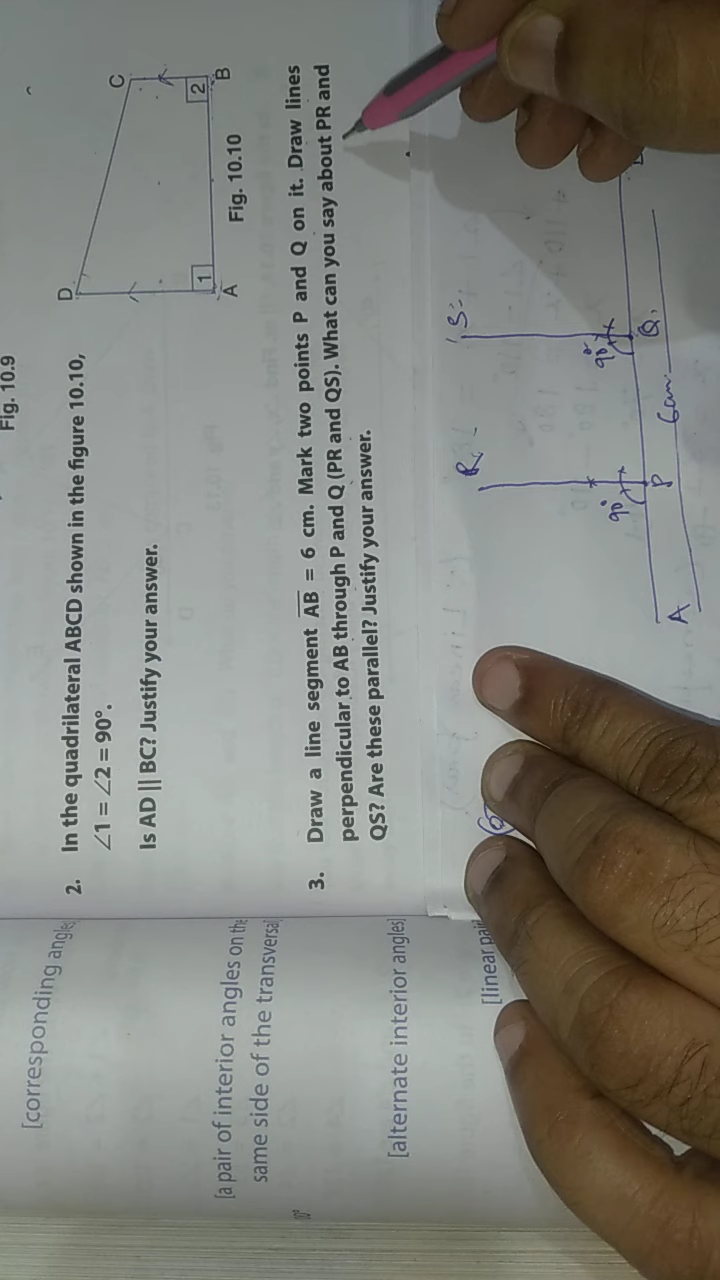 Fig. 10.9
2. In the quadrilateral ABCD shown in the figure 10.10,
∠1 = ∠2 = 90°.
Is AD || BC? Justify your answer.
D
C
1
2
A
B
Fig. 10.10
3. Draw a line segment AB = 6 cm. Mark two points P and Q on it. Draw lines
perpendicular to AB through P and Q (PR and QS). What can you say about PR and
QS? Are these parallel? Justify your answer.
[corresponding angles
[a pair of interior angles on the
same side of the transversal
[alternate interior angles]
[linear pair
R
S
90°
90°
A
P
Q
6cm